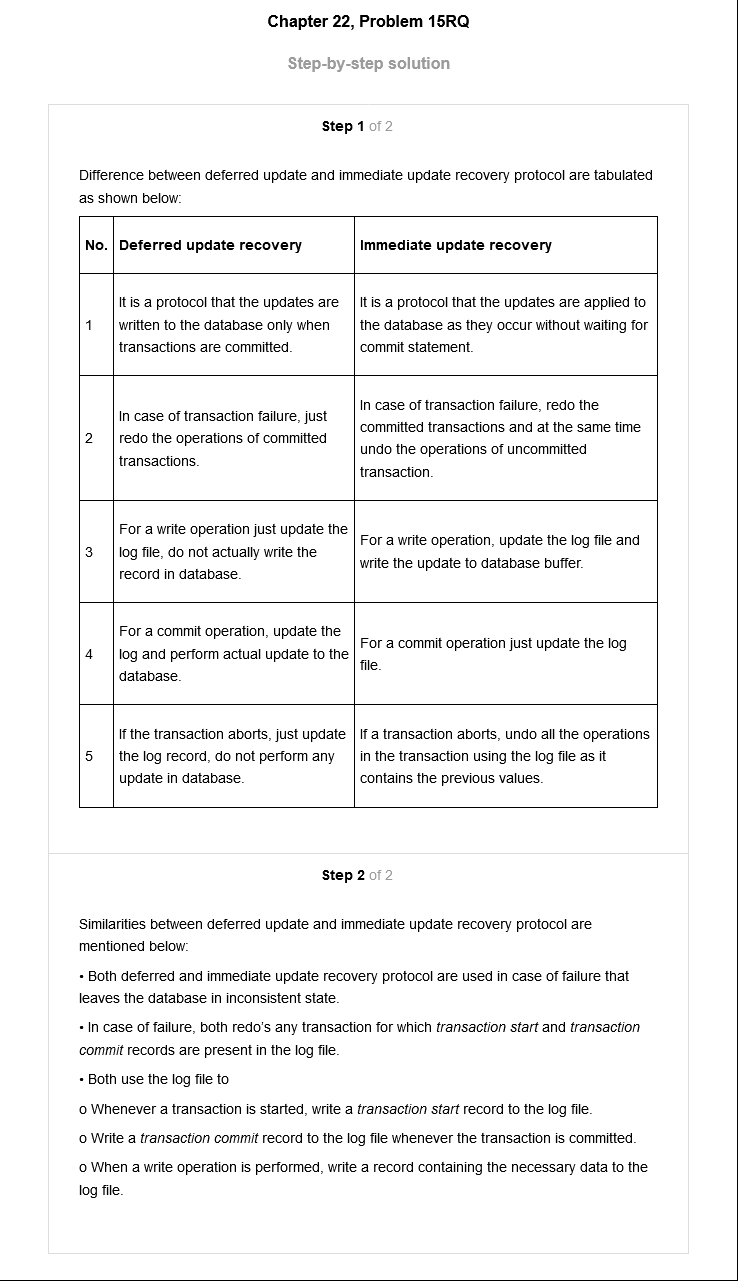 Chapter 22, Problem 15RQ
Step-by-step solution
Step 1 of 2
Difference between deferred update and immediate update recovery protocol are tabulated
as shown below:
No. Deferred update recovery Immediate update recovery
1
It is a protocol that the updates are
written to the database only when
transactions are committed.
It is a protocol that the updates are applied to
the database as they occur without waiting for
commit statement.
2
In case of transaction failure, just
redo the operations of committed
transactions.
In case of transaction failure, redo the
committed transactions and at the same time
undo the operations of uncommitted
transaction.
3
For a write operation just update the
log file, do not actually write the
record in database.
For a write operation, update the log file and
write the update to database buffer.
4
For a commit operation, update the
log and perform actual update to the
database.
For a commit operation just update the log
file.
5
If the transaction aborts, just update
the log record, do not perform any
update in database.
If a transaction aborts, undo all the operations
in the transaction using the log file as it
contains the previous values.
Step 2 of 2
Similarities between deferred update and immediate update recovery protocol are
mentioned below:
• Both deferred and immediate update recovery protocol are used in case of failure that
leaves the database in inconsistent state.
• In case of failure, both redo's any transaction for which transaction start and transaction
commit records are present in the log file.
• Both use the log file to
o Whenever a transaction is started, write a transaction start record to the log file.
o Write a transaction commit record to the log file whenever the transaction is committed.
o When a write operation is performed, write a record containing the necessary data to the
log file.